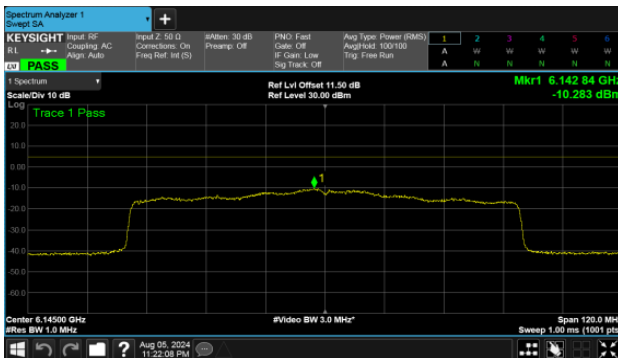 Spectrum Analyzer 1
Swept SA
+
KEYSIGHT
RL
LXI PASS
Input: RF
Coupling: AC
Align: Auto
Input Z: 50 Ω
Corrections: On
Freq Ref: Int (S)
#Atten: 30 dB
Preamp: Off
PNO: Fast
Gate: Off
IF Gain: Low
Sig Track: Off
Avg Type: Power (RMS)
Avg|Hold: 100/100
Trig: Free Run
1 2 3 4 5 6
A W W W W W
A N N N N N
1 Spectrum
Scale/Div 10 dB
Ref Lvl Offset 11.50 dB
Ref Level 30.00 dBm
Mkr1 6.142 84 GHz
-10.283 dBm
Log
Trace 1 Pass
20.0
10.0
0.00
1
-10.0
-20.0
-30.0
-40.0
-50.0
-60.0
Center 6.14500 GHz
#Res BW 1.0 MHz
#Video BW 3.0 MHz*
Span 120.0 MH
Sweep 1.00 ms (1001 pts
?
Aug 05, 2024
11:22:08 PM